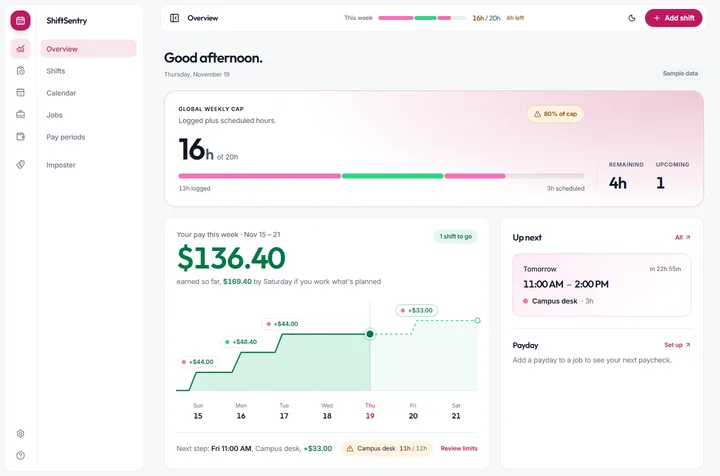 ShiftSentry
Overview
Shifts
Calendar
Jobs
Pay periods
Imposter
Overview
This week
16h / 20h
4h left
+ Add shift
Good afternoon.
Thursday, November 19
Sample data
GLOBAL WEEKLY CAP
Logged plus scheduled hours.
80% of cap
16h of 20h
13h logged
3h scheduled
REMAINING
4h
UPCOMING
1
Your pay this week · Nov 15 – 21
1 shift to go
$136.40
earned so far, $169.40 by Saturday if you work what's planned
+$44.00
+$48.40
+$44.00
+$33.00
Sun
15
Mon
16
Tue
17
Wed
18
Thu
19
Fri
20
Sat
21
Next step: Fri 11:00 AM, Campus desk, +$33.00
Campus desk 11h / 12h
Review limits
Up next
All
Tomorrow
in 22h 55m
11:00 AM – 2:00 PM
Campus desk · 3h
Payday
Set up
Add a payday to a job to see your next paycheck.